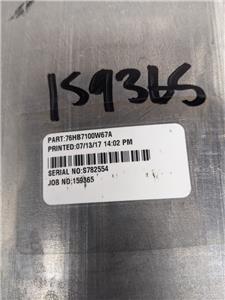 159365
PART:76HB7100W67A
PRINTED:07/13/17 14:02 PM
SERIAL NO:S782554
JOB NO:159365